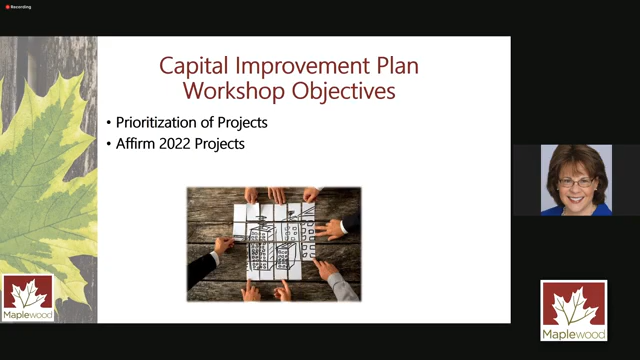 Recording
Capital Improvement Plan
Workshop Objectives
• Prioritization of Projects
• Affirm 2022 Projects
Maplewood
Maplewood